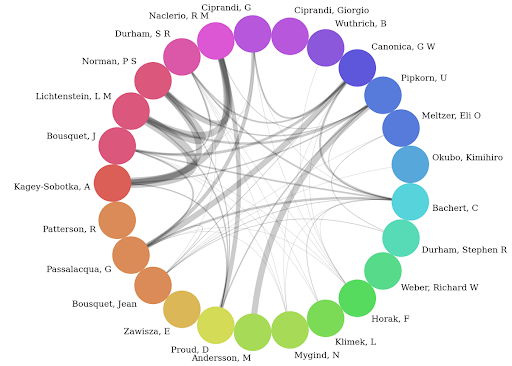 Ciprandi, G
Ciprandi, Giorgio
Naclerio, R M
Wuthrich, B
Durham, S R
Canonica, G W
Norman, P S
Pipkorn, U
Lichtenstein, L M
Meltzer, Eli O
Bousquet, J
Okubo, Kimihiro
Kagey-Sobotka, A
Bachert, C
Patterson, R
Durham, Stephen R
Passalacqua, G
Weber, Richard W
Bousquet, Jean
Horak, F
Zawisza, E
Klimek, L
Proud, D
Mygind, N
Andersson, M